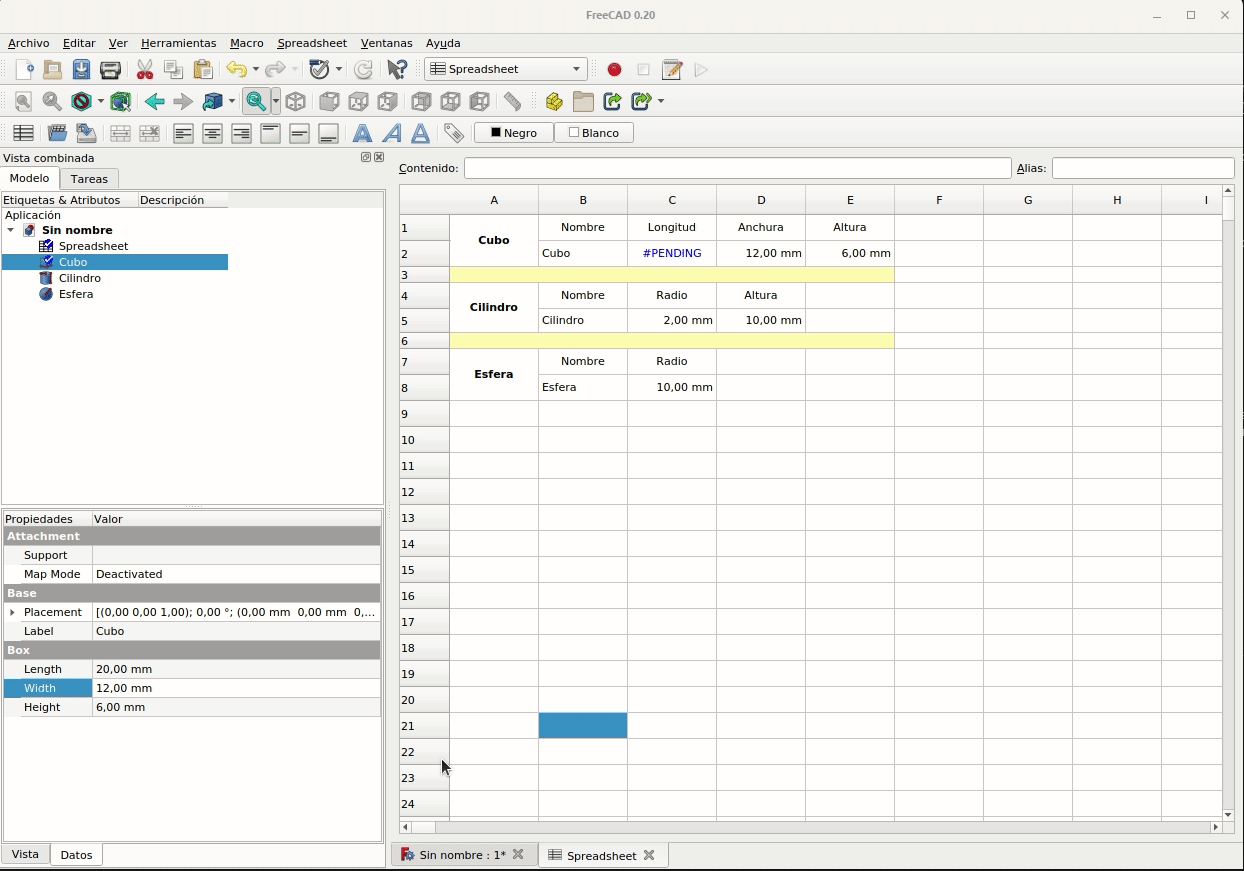 FreeCAD 0.20
Archivo Editar Ver Herramientas Macro Spreadsheet Ventanas Ayuda
Spreadsheet
Negro Blanco
Vista combinada
Modelo Tareas
Etiquetas & Atributos Descripción
Aplicación
Sin nombre
Spreadsheet
Cubo
Cilindro
Esfera
Propiedades Valor
Attachment
Support
Map Mode Deactivated
Base
Placement [(0,00 0,00 1,00); 0,00 °; (0,00 mm 0,00 mm 0,...
Label Cubo
Box
Length 20,00 mm
Width 12,00 mm
Height 6,00 mm
Vista Datos
Contenido: Alias:
A B C D E F G H I
1 Cubo Nombre Longitud Anchura Altura
2 Cubo #PENDING 12,00 mm 6,00 mm
3
4 Cilindro Nombre Radio Altura
5 Cilindro 2,00 mm 10,00 mm
6
7 Esfera Nombre Radio
8 Esfera 10,00 mm
9
10
11
12
13
14
15
16
17
18
19
20
21
22
23
24
Sin nombre : 1* Spreadsheet